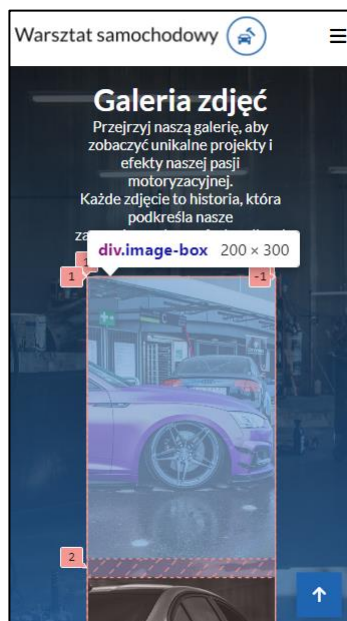 Warsztat samochodowy
Galeria zdjęć
Przejrzyj naszą galerię, aby
zobaczyć unikalne projekty i
efekty naszej pasji
motoryzacyjnej.
Każde zdjęcie to historia, która
podkreśla nasze
div.image-box 200 × 300
1
1
-1
2